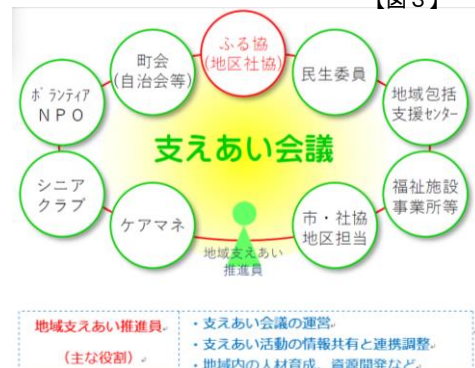 【図３】
ふる協
(地区社協)
町会
(自治会等)
民生委員
ボランティア
ＮＰＯ
地域包括
支援センター
支えあい会議
シニア
クラブ
福祉施設
事業所等
ケアマネ
市・社協
地区担当
地域支えあい
推進員
地域支えあい推進員
（主な役割）
・支えあい会議の運営
・支えあい活動の情報共有と連携調整
・地域内の人材育成、資源開発など